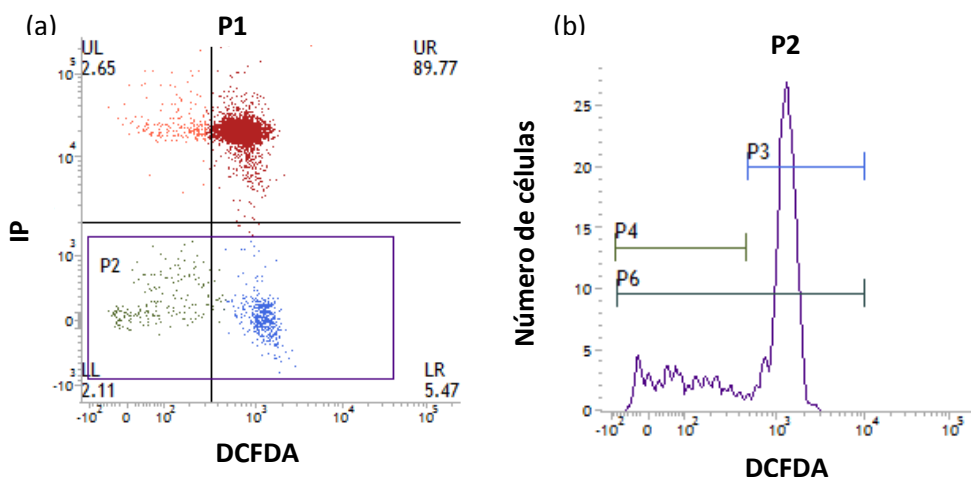 (a)
P1
UL
2.65
UR
89.77
10^5
10^4
IP
10^3
0
-10^3
P2
LL
2.11
LR
5.47
-10^2 0 10^2 10^3 10^4 10^5
DCFDA
(b)
P2
Número de células
25
20
15
10
5
0
P3
P4
P6
-10^2 0 10^2 10^3 10^4 10^5
DCFDA